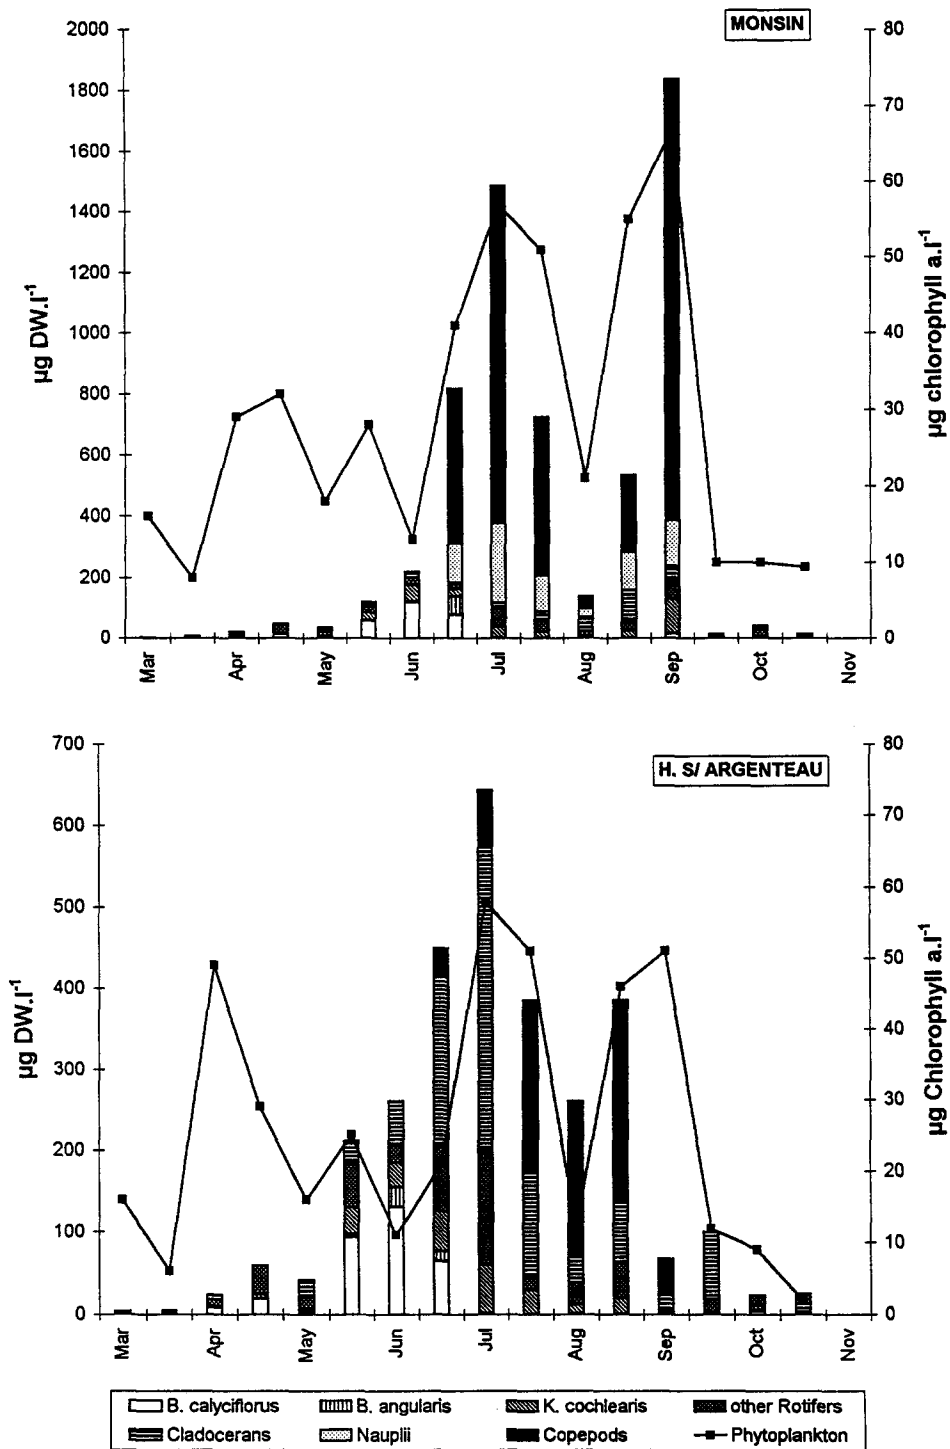 MONSIN
µg DW.l-1
2000
1800
1600
1400
1200
1000
800
600
400
200
0
80
70
60
50
40
30
20
10
0
µg chlorophyll a.l-1
Mar
Apr
May
Jun
Jul
Aug
Sep
Oct
Nov
H. S/ ARGENTEAU
µg DW.l-1
700
600
500
400
300
200
100
0
80
70
60
50
40
30
20
10
0
µg Chlorophyll a.l-1
Mar
Apr
May
Jun
Jul
Aug
Sep
Oct
Nov
B. calyciflorus B. angularis K. cochlearis other Rotifers
Cladocerans Nauplii Copepods Phytoplankton